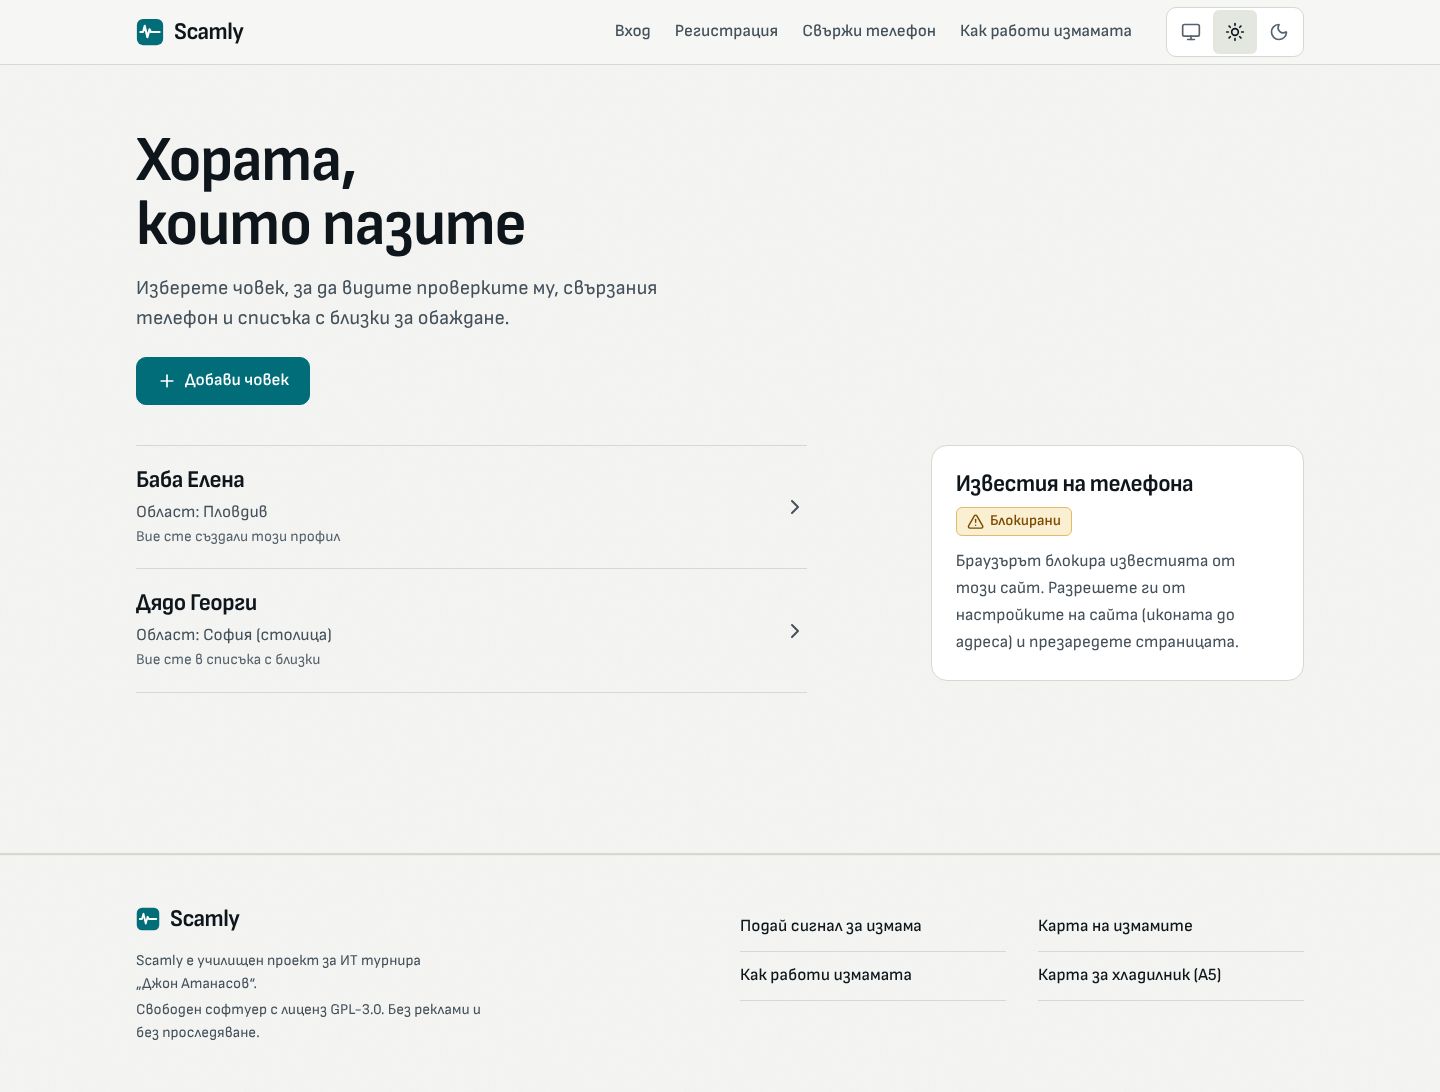 Scamly
Вход
Регистрация
Свържи телефон
Как работи измамата
Хората,
които пазите
Изберете човек, за да видите проверките му, свързания
телефон и списъка с близки за обаждане.
Добави човек
Баба Елена
Област: Пловдив
Вие сте създали този профил
Дядо Георги
Област: София (столица)
Вие сте в списъка с близки
Известия на телефона
Блокирани
Браузърът блокира известията от
този сайт. Разрешете ги от
настройките на сайта (иконата до
адреса) и презаредете страницата.
Scamly
Scamly е училищен проект за ИТ турнира
„Джон Атанасов“.
Свободен софтуер с лиценз GPL-3.0. Без реклами и
без проследяване.
Подай сигнал за измама
Карта на измамите
Как работи измамата
Карта за хладилник (А5)